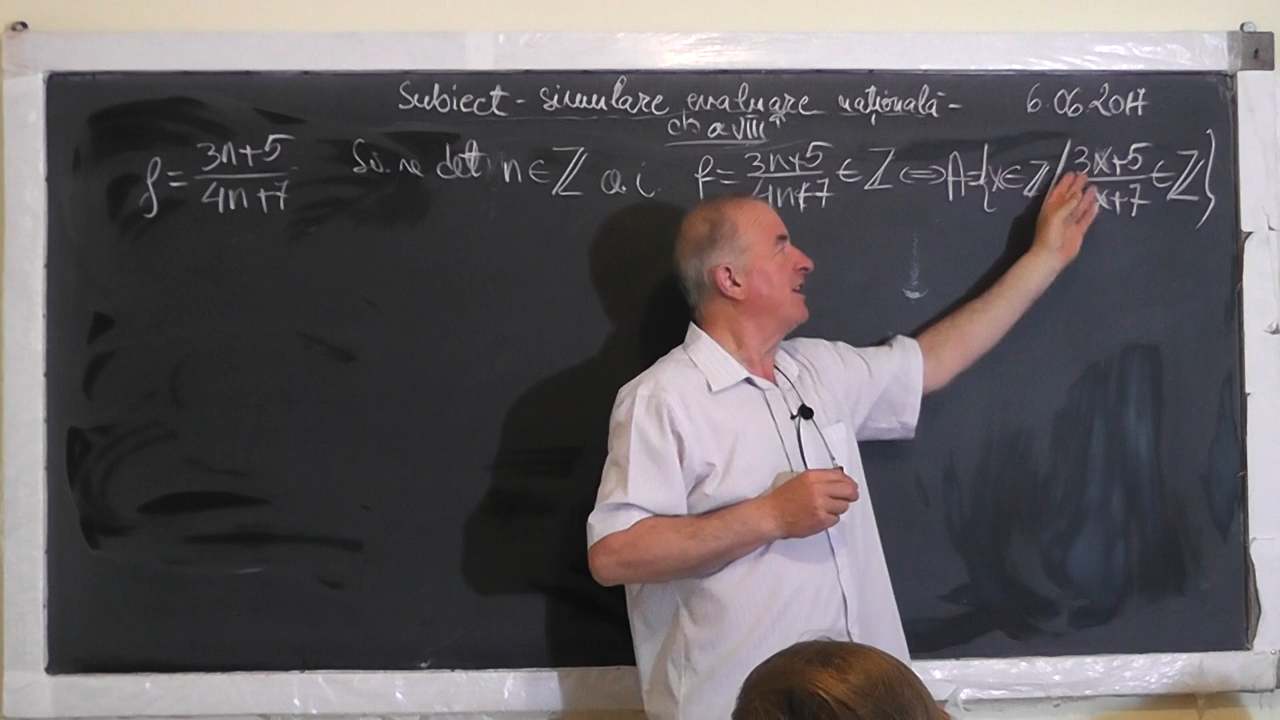 Subiect - simulare evaluare națională - 6.06.2017
cls a VIIIa
f = 3n+5/4n+7 Să se det n ∈ ℤ a.i. f = 3n+5/4n+7 ∈ ℤ ⇔ A={x∈ℤ/3x+5/x+7 ∈ ℤ}